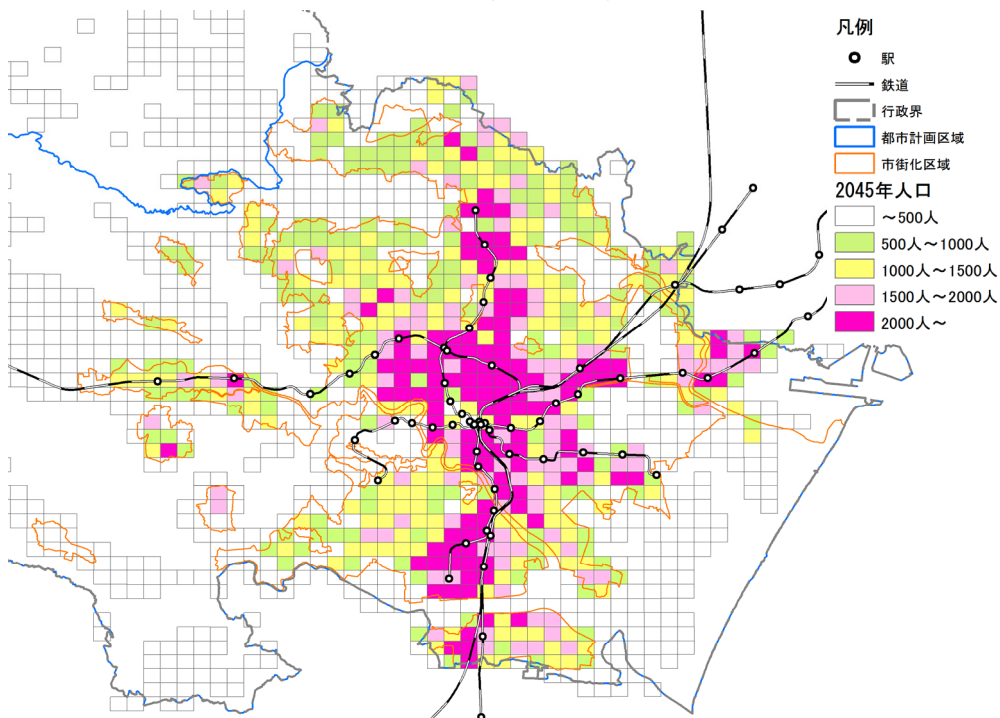 凡例
駅
鉄道
行政界
都市計画区域
市街化区域
2045年人口
～500人
500人～1000人
1000人～1500人
1500人～2000人
2000人～